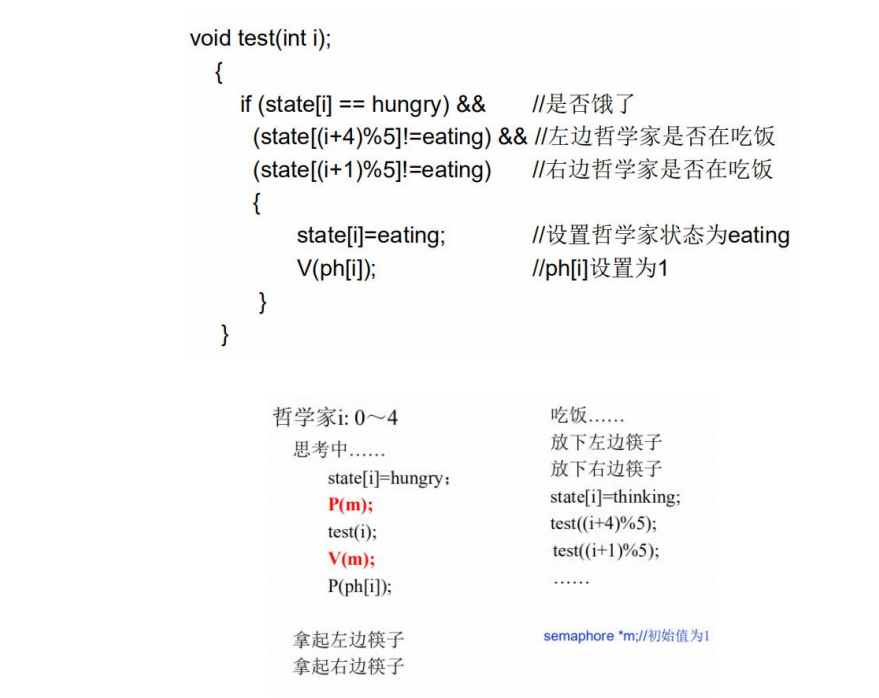 void test(int i);
{
if (state[i] == hungry) && //是否饿了
(state[(i+4)%5]!=eating) && //左边哲学家是否在吃饭
(state[(i+1)%5]!=eating) //右边哲学家是否在吃饭
{
state[i]=eating; //设置哲学家状态为eating
V(ph[i]); //ph[i]设置为1
}
}
哲学家i: 0～4
思考中……
state[i]=hungry;
P(m);
test(i);
V(m);
P(ph[i]);
拿起左边筷子
拿起右边筷子
吃饭……
放下左边筷子
放下右边筷子
state[i]=thinking;
test((i+4)%5);
test((i+1)%5);
……
semaphore *m;//初始值为1